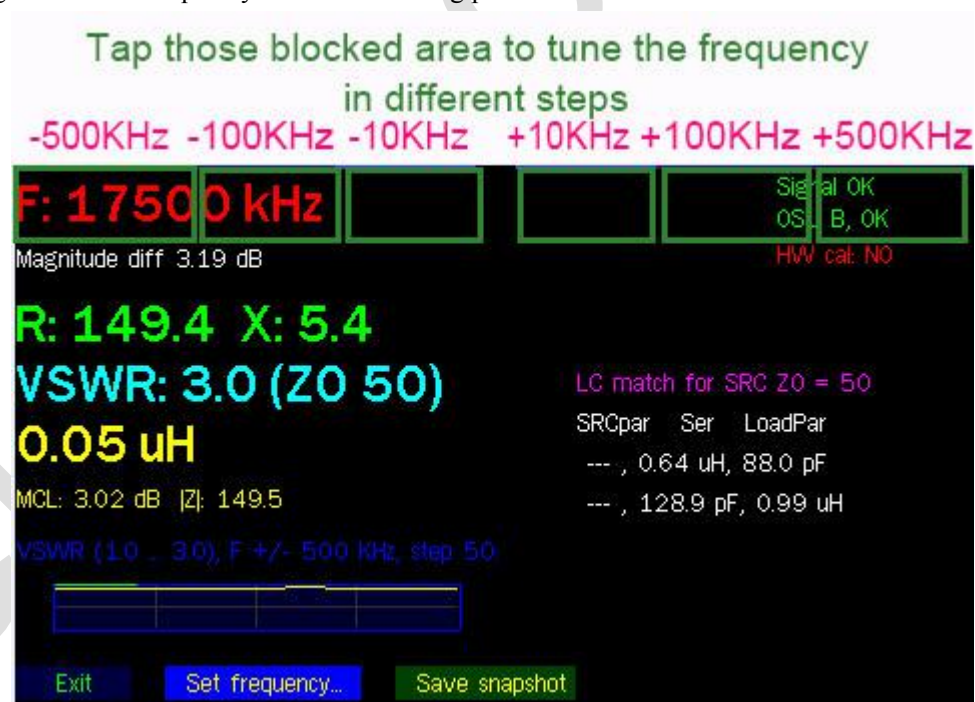 Tap those blocked area to tune the frequency
in different steps
-500KHz -100KHz -10KHz +10KHz +100KHz +500KHz
F: 17500 kHz
Signal OK
OSL B, OK
Magnitude diff 3.19 dB
HW cal: NO
R: 149.4 X: 5.4
VSWR: 3.0 (Z0 50)
LC match for SRC Z0 = 50
SRCpar Ser LoadPar
0.05 uH
--- , 0.64 uH, 88.0 pF
MCL: 3.02 dB |Z|: 149.5
--- , 128.9 pF, 0.99 uH
VSWR (1.0 .. 3.0), F +/- 500 KHz, step 50
Exit
Set frequency...
Save snapshot